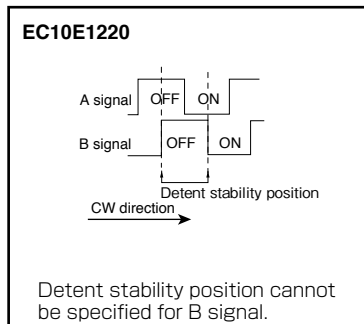 EC10E1220
A signal OFF ON
B signal OFF ON
Detent stability position
CW direction
Detent stability position cannot
be specified for B signal.